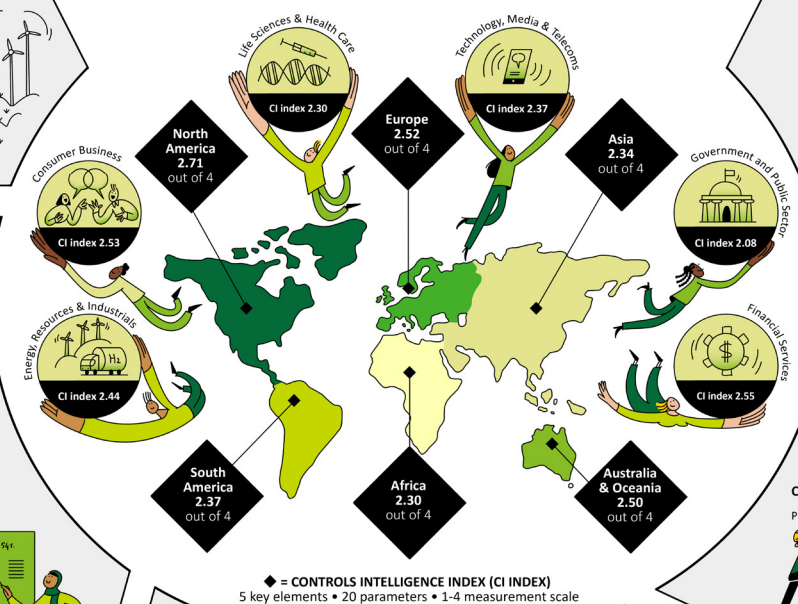 Life Sciences & Health Care
CI index 2.30
Technology, Media & Telecoms
CI index 2.37
North
America
2.71
out of 4
Europe
2.52
out of 4
Asia
2.34
out of 4
Consumer Business
CI index 2.53
Government and Public Sector
CI index 2.08
Energy, Resources & Industrials
H2
CI index 2.44
Financial Services
$
CI index 2.55
South
America
2.37
out of 4
Africa
2.30
out of 4
Australia
& Oceania
2.50
out of 4
◆ = CONTROLS INTELLIGENCE INDEX (CI INDEX)
5 key elements • 20 parameters • 1-4 measurement scale